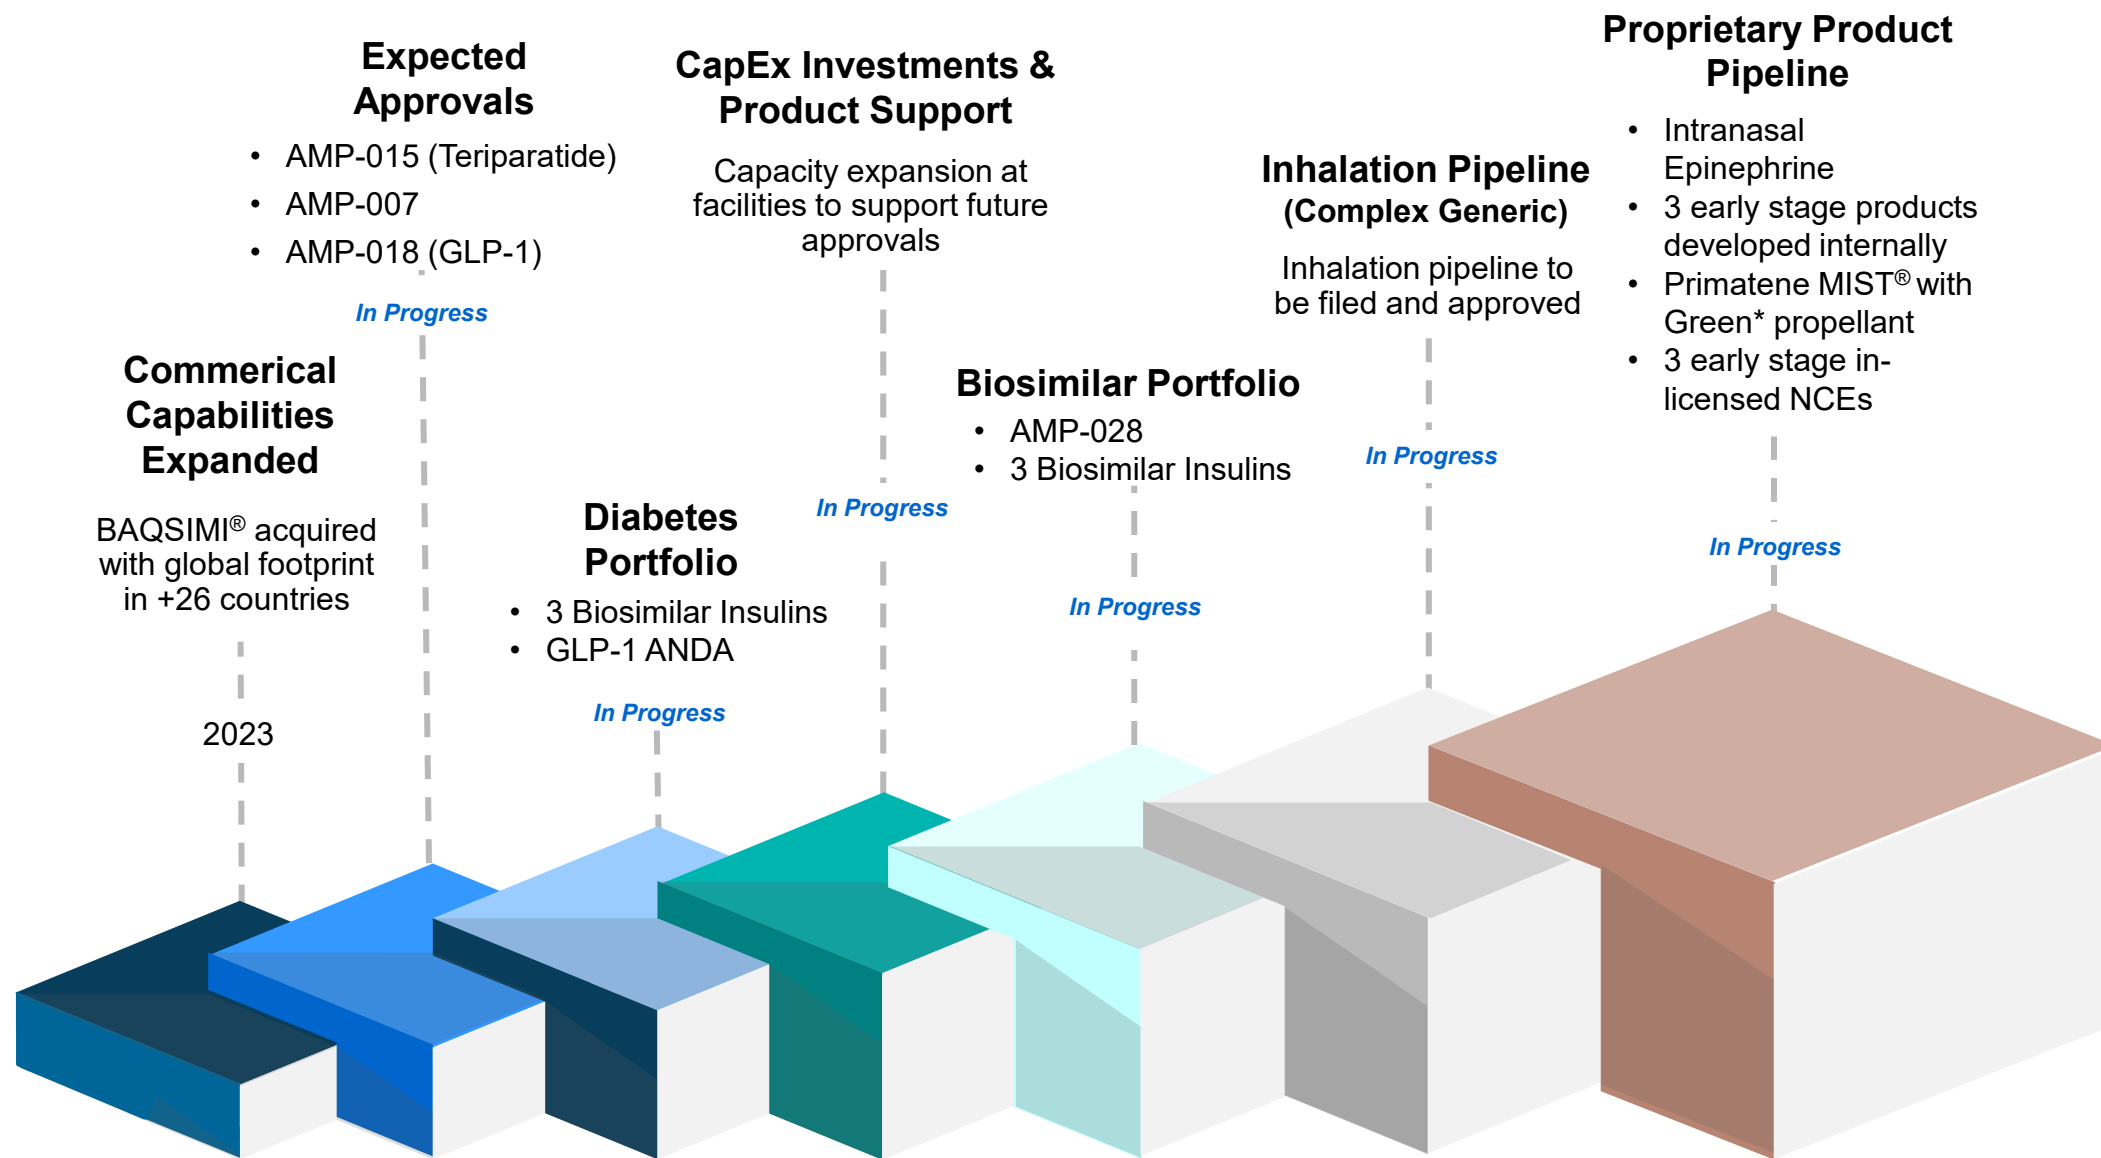 Commerical
Capabilities
Expanded
BAQSIMI® acquired
with global footprint
in +26 countries
2023
Expected
Approvals
• AMP-015 (Teriparatide)
• AMP-007
• AMP-018 (GLP-1)
In Progress
Diabetes
Portfolio
• 3 Biosimilar Insulins
• GLP-1 ANDA
In Progress
CapEx Investments &
Product Support
Capacity expansion at
facilities to support future
approvals
In Progress
Biosimilar Portfolio
• AMP-028
• 3 Biosimilar Insulins
In Progress
Inhalation Pipeline
(Complex Generic)
Inhalation pipeline to
be filed and approved
In Progress
Proprietary Product
Pipeline
• Intranasal
Epinephrine
• 3 early stage products
developed internally
• Primatene MIST® with
Green* propellant
• 3 early stage in-
licensed NCEs
In Progress